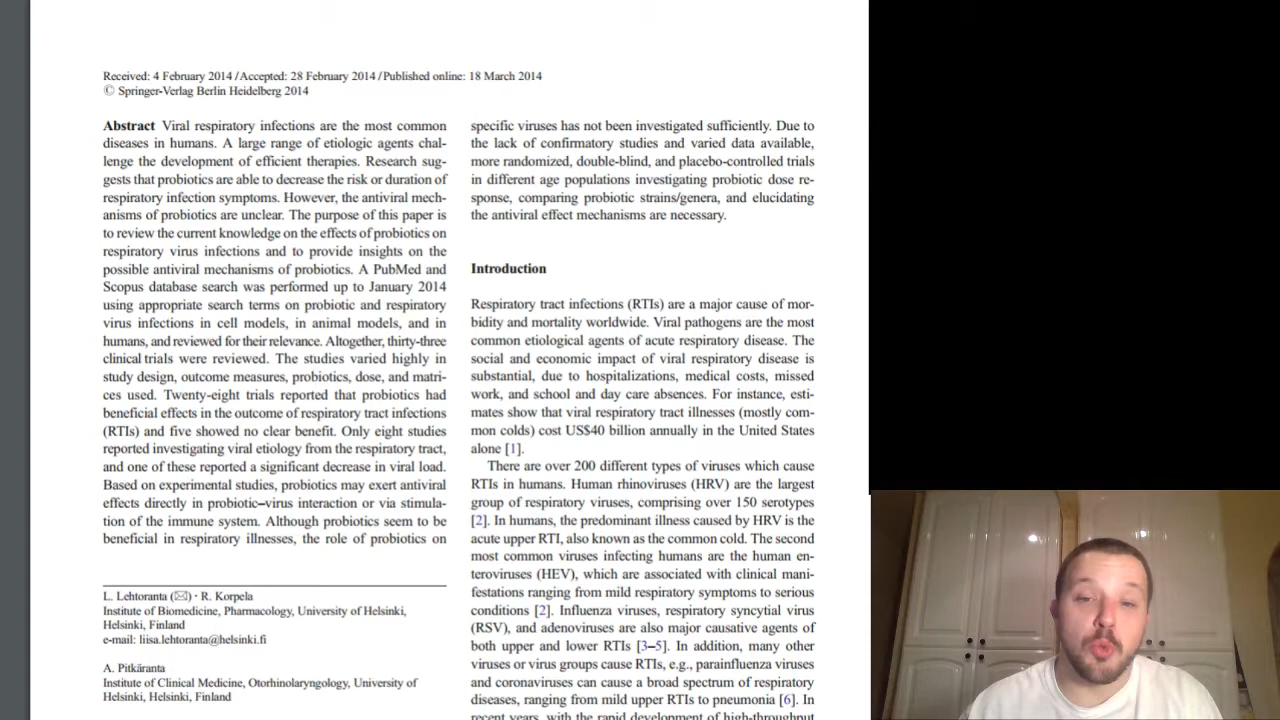 Received: 4 February 2014 / Accepted: 28 February 2014 / Published online: 18 March 2014
© Springer-Verlag Berlin Heidelberg 2014
Abstract Viral respiratory infections are the most common
diseases in humans. A large range of etiologic agents chal-
lenge the development of efficient therapies. Research sug-
gests that probiotics are able to decrease the risk or duration of
respiratory infection symptoms. However, the antiviral mech-
anisms of probiotics are unclear. The purpose of this paper is
to review the current knowledge on the effects of probiotics on
respiratory virus infections and to provide insights on the
possible antiviral mechanisms of probiotics. A PubMed and
Scopus database search was performed up to January 2014
using appropriate search terms on probiotic and respiratory
virus infections in cell models, in animal models, and in
humans, and reviewed for their relevance. Altogether, thirty-three
clinical trials were reviewed. The studies varied highly in
study design, outcome measures, probiotics, dose, and matri-
ces used. Twenty-eight trials reported that probiotics had
beneficial effects in the outcome of respiratory tract infections
(RTIs) and five showed no clear benefit. Only eight studies
reported investigating viral etiology from the respiratory tract,
and one of these reported a significant decrease in viral load.
Based on experimental studies, probiotics may exert antiviral
effects directly in probiotic–virus interaction or via stimula-
tion of the immune system. Although probiotics seem to be
beneficial in respiratory illnesses, the role of probiotics on
L. Lehtoranta (✉) · R. Korpela
Institute of Biomedicine, Pharmacology, University of Helsinki,
Helsinki, Finland
e-mail: liisa.lehtoranta@helsinki.fi
A. Pitkäranta
Institute of Clinical Medicine, Otorhinolaryngology, University of
Helsinki, Helsinki, Finland
specific viruses has not been investigated sufficiently. Due to
the lack of confirmatory studies and varied data available,
more randomized, double-blind, and placebo-controlled trials
in different age populations investigating probiotic dose re-
sponse, comparing probiotic strains/genera, and elucidating
the antiviral effect mechanisms are necessary.
Introduction
Respiratory tract infections (RTIs) are a major cause of mor-
bidity and mortality worldwide. Viral pathogens are the most
common etiological agents of acute respiratory disease. The
social and economic impact of viral respiratory disease is
substantial, due to hospitalizations, medical costs, missed
work, and school and day care absences. For instance, esti-
mates show that viral respiratory tract illnesses (mostly com-
mon colds) cost US$40 billion annually in the United States
alone [1].
There are over 200 different types of viruses which cause
RTIs in humans. Human rhinoviruses (HRV) are the largest
group of respiratory viruses, comprising over 150 serotypes
[2]. In humans, the predominant illness caused by HRV is the
acute upper RTI, also known as the common cold. The second
most common viruses infecting humans are the human en-
teroviruses (HEV), which are associated with clinical mani-
festations ranging from mild respiratory symptoms to serious
conditions [2]. Influenza viruses, respiratory syncytial virus
(RSV), and adenoviruses are also major causative agents of
both upper and lower RTIs [3–5]. In addition, many other
viruses or virus groups cause RTIs, e.g., parainfluenza viruses
and coronaviruses can cause a broad spectrum of respiratory
diseases, ranging from mild upper RTIs to pneumonia [6]. In
recent years, with the rapid development of high-throughput